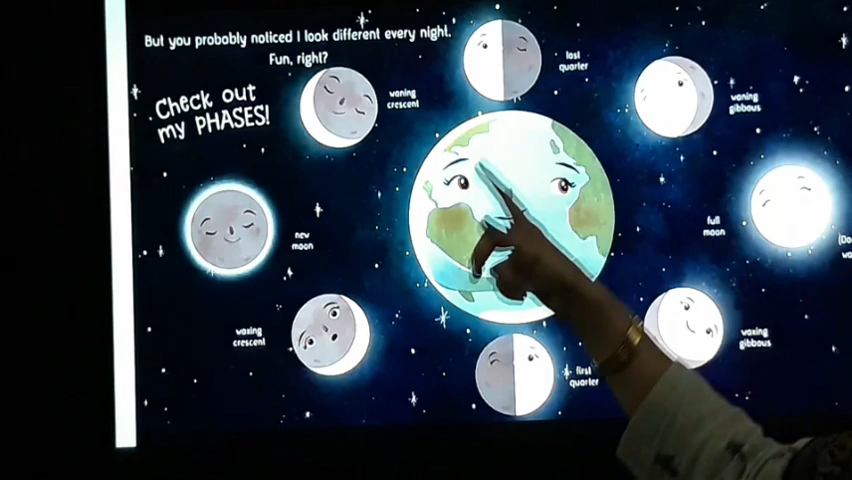 But you probably noticed I look different every night.
Fun, right?
Check out
my PHASES!
last
quarter
waning
crescent
waning
gibbous
new
moon
full
moon
(Do
waxing
crescent
waxing
gibbous
first
quarter